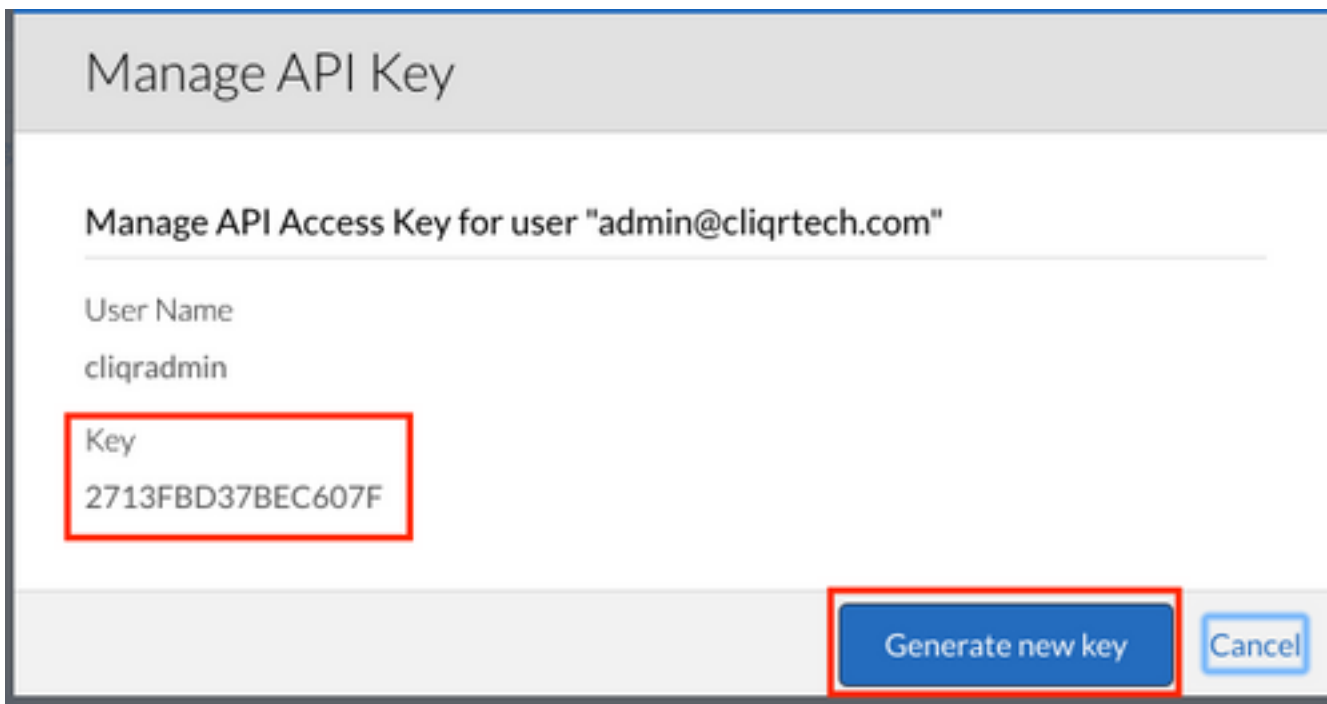 Manage API Key
Manage API Access Key for user "admin@cliqrtech.com"
User Name
cliqradmin
Key
2713FBD37BEC607F
Generate new key
Cancel